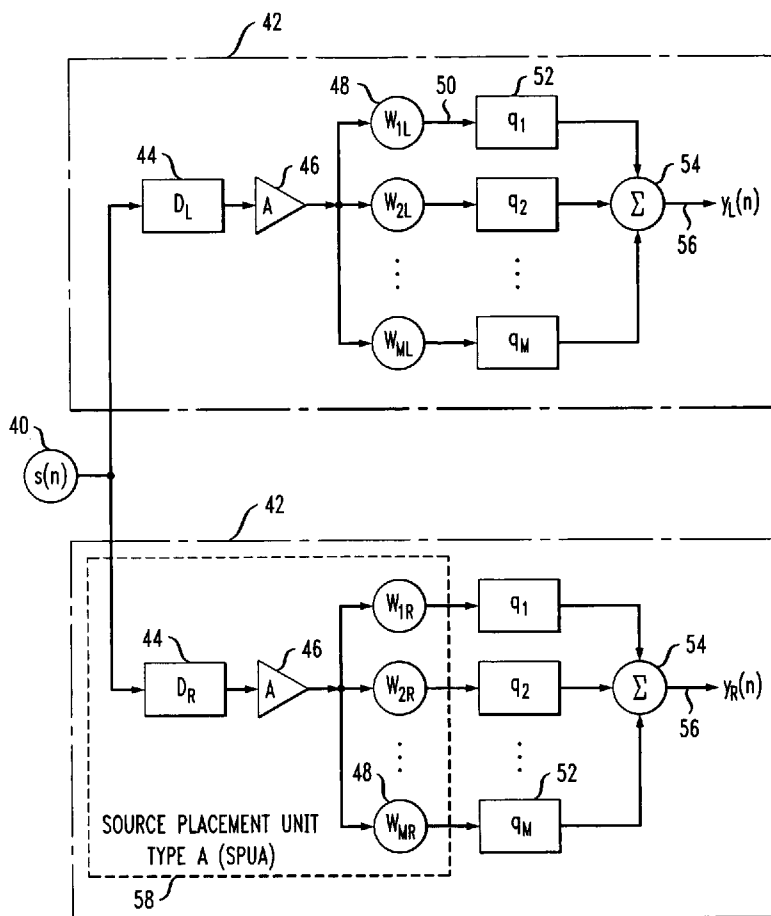 42
48
50
52
W1L
q1
44
46
54
DL
A
W2L
q2
Σ
yL(n)
56
⋮ ⋮
WML
qM
40
s(n)
42
W1R
q1
44
46
54
DR
A
W2R
q2
Σ
yR(n)
56
⋮ ⋮
48
52
WMR
qM
SOURCE PLACEMENT UNIT
TYPE A (SPUA)
58